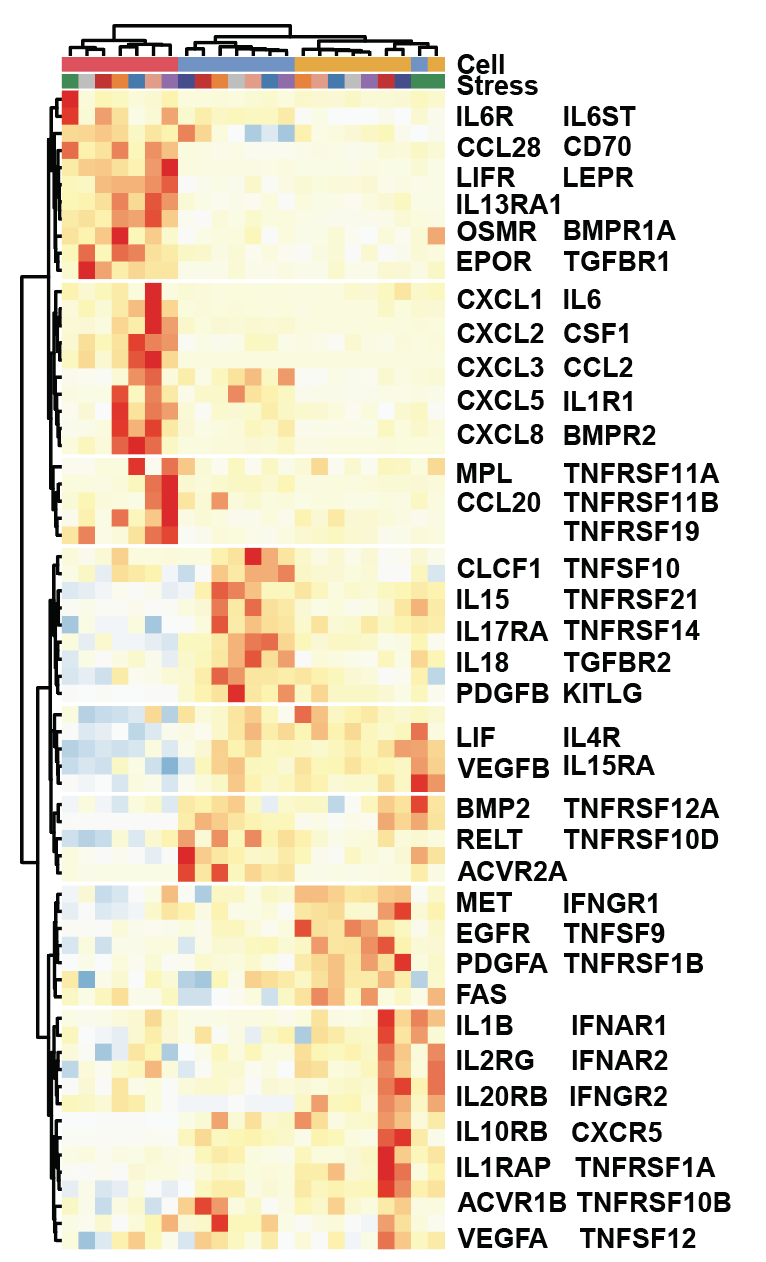 Cell
Stress
IL6R IL6ST
CCL28 CD70
LIFR LEPR
IL13RA1
OSMR BMPR1A
EPOR TGFBR1
CXCL1 IL6
CXCL2 CSF1
CXCL3 CCL2
CXCL5 IL1R1
CXCL8 BMPR2
MPL TNFRSF11A
CCL20 TNFRSF11B
TNFRSF19
CLCF1 TNFSF10
IL15 TNFRSF21
IL17RA TNFRSF14
IL18 TGFBR2
PDGFB KITLG
LIF IL4R
VEGFB IL15RA
BMP2 TNFRSF12A
RELT TNFRSF10D
ACVR2A
MET IFNGR1
EGFR TNFSF9
PDGFA TNFRSF1B
FAS
IL1B IFNAR1
IL2RG IFNAR2
IL20RB IFNGR2
IL10RB CXCR5
IL1RAP TNFRSF1A
ACVR1B TNFRSF10B
VEGFA TNFSF12